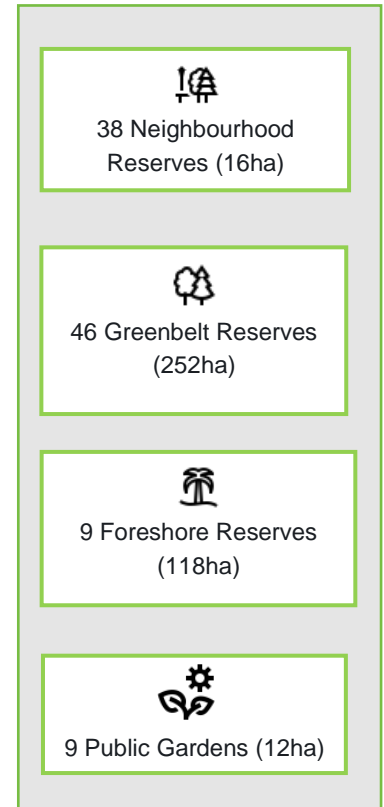 38 Neighbourhood
Reserves (16ha)
46 Greenbelt Reserves
(252ha)
9 Foreshore Reserves
(118ha)
9 Public Gardens (12ha)